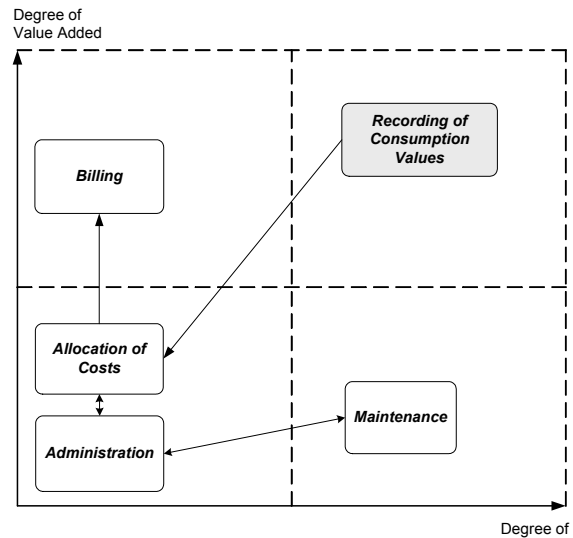 Degree of
Value Added
Recording of
Consumption
Values
Billing
Allocation of
Costs
Maintenance
Administration
Degree of